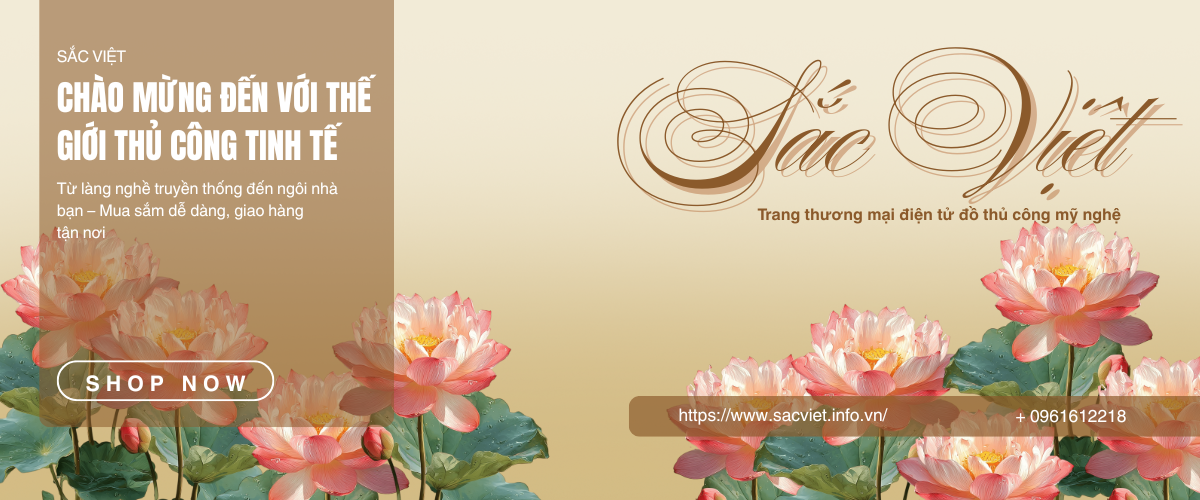 SẮC VIỆT
CHÀO MỪNG ĐẾN VỚI THẾ
GIỚI THỦ CÔNG TINH TẾ
Từ làng nghề truyền thống đến ngôi nhà
bạn – Mua sắm dễ dàng, giao hàng
tận nơi
SHOP NOW
Sắc Việt
Trang thương mại điện tử đồ thủ công mỹ nghệ
https://www.sacviet.info.vn/
+ 0961612218